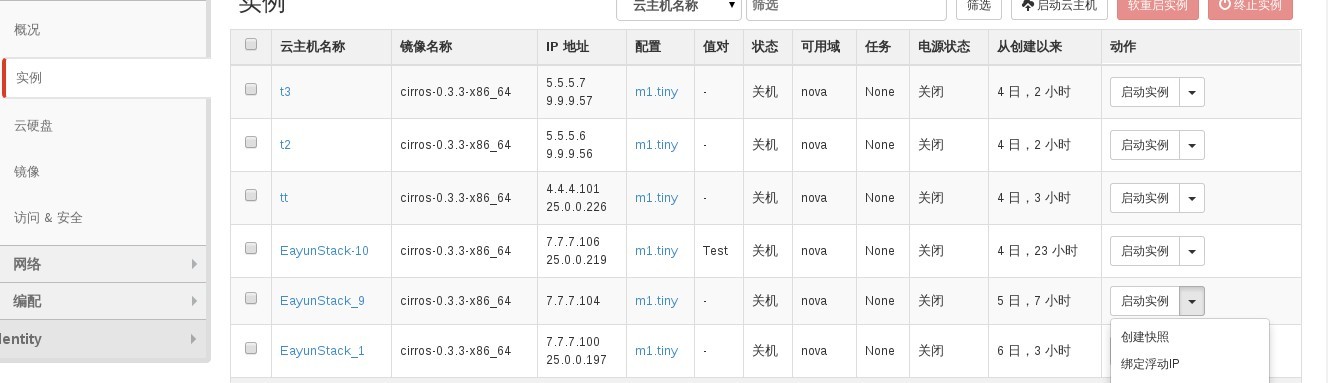 实例
云主机名称 筛选 筛选 启动云主机 软重启实例 终止实例
概况
实例
云硬盘
镜像
访问 & 安全
网络
编配
dentity
云主机名称 镜像名称 IP 地址 配置 值对 状态 可用域 任务 电源状态 从创建以来 动作
t3 cirros-0.3.3-x86_64 5.5.5.7 m1.tiny - 关机 nova None 关闭 4 日，2 小时 启动实例
9.9.9.57
t2 cirros-0.3.3-x86_64 5.5.5.6 m1.tiny - 关机 nova None 关闭 4 日，2 小时 启动实例
9.9.9.56
tt cirros-0.3.3-x86_64 4.4.4.101 m1.tiny - 关机 nova None 关闭 4 日，3 小时 启动实例
25.0.0.226
EayunStack-10 cirros-0.3.3-x86_64 7.7.7.106 m1.tiny Test 关机 nova None 关闭 4 日，23 小时 启动实例
25.0.0.219
EayunStack_9 cirros-0.3.3-x86_64 7.7.7.104 m1.tiny - 关机 nova None 关闭 5 日，7 小时 启动实例
EayunStack_1 cirros-0.3.3-x86_64 7.7.7.100 m1.tiny - 关机 nova None 关闭 6 日，3 小时
25.0.0.197
创建快照
绑定浮动IP